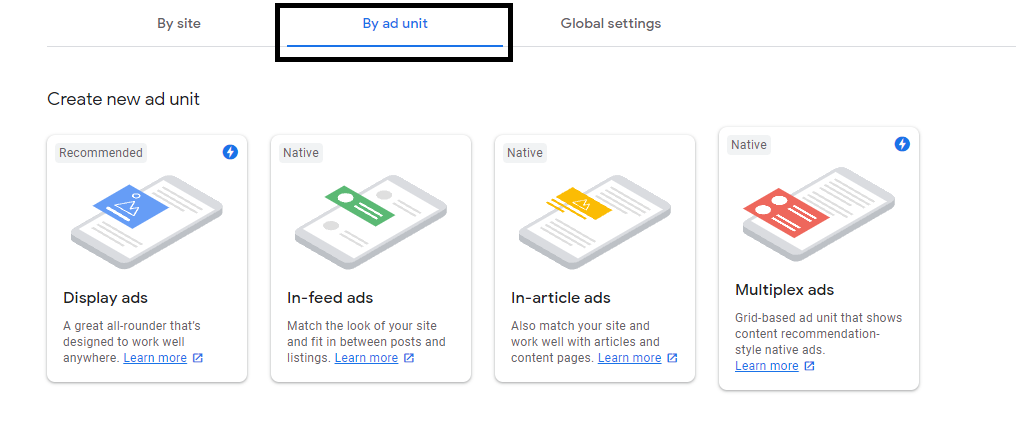 By site
By ad unit
Global settings
Create new ad unit
Recommended
Display ads
A great all-rounder that's
designed to work well
anywhere. Learn more
Native
In-feed ads
Match the look of your site
and fit in between posts and
listings. Learn more
Native
In-article ads
Also match your site and
work well with articles and
content pages. Learn more
Native
Multiplex ads
Grid-based ad unit that shows
content recommendation-
style native ads.
Learn more